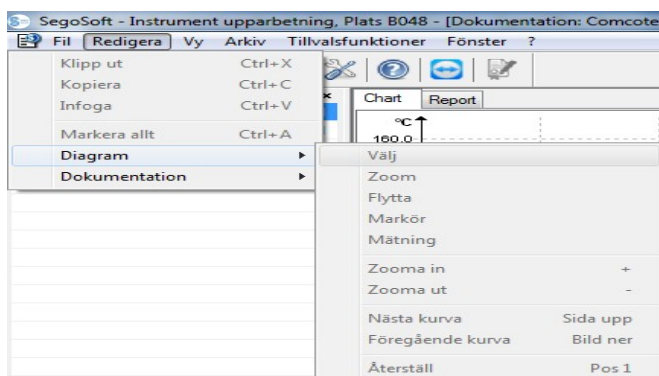 SegoSoft - Instrument upparbetning, Plats B048 - [Dokumentation: Comcote
Fil Redigera Vy Arkiv Tillvalsfunktioner Fönster ?
Klipp ut Ctrl+X
Kopiera Ctrl+C
Infoga Ctrl+V
Markera allt Ctrl+A
Diagram
Dokumentation
Chart Report
°C
160.0
Välj
Zoom
Flytta
Markör
Mätning
Zooma in +
Zooma ut -
Nästa kurva Sida upp
Föregående kurva Bild ner
Återställ Pos 1